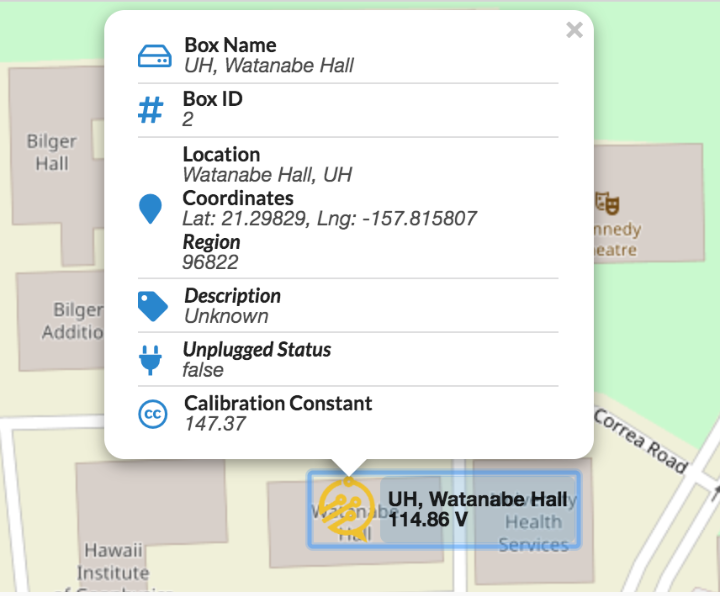 Box Name
UH, Watanabe Hall
Box ID
2
Location
Watanabe Hall, UH
Coordinates
Lat: 21.29829, Lng: -157.815807
Region
96822
Description
Unknown
Unplugged Status
false
Calibration Constant
147.37
Bilger
Hall
Bilger
Additio
nnedy
eatre
Correa Road
UH, Watanabe Hall
114.86 V
Hall
Health
Services
Hawaii
Institute